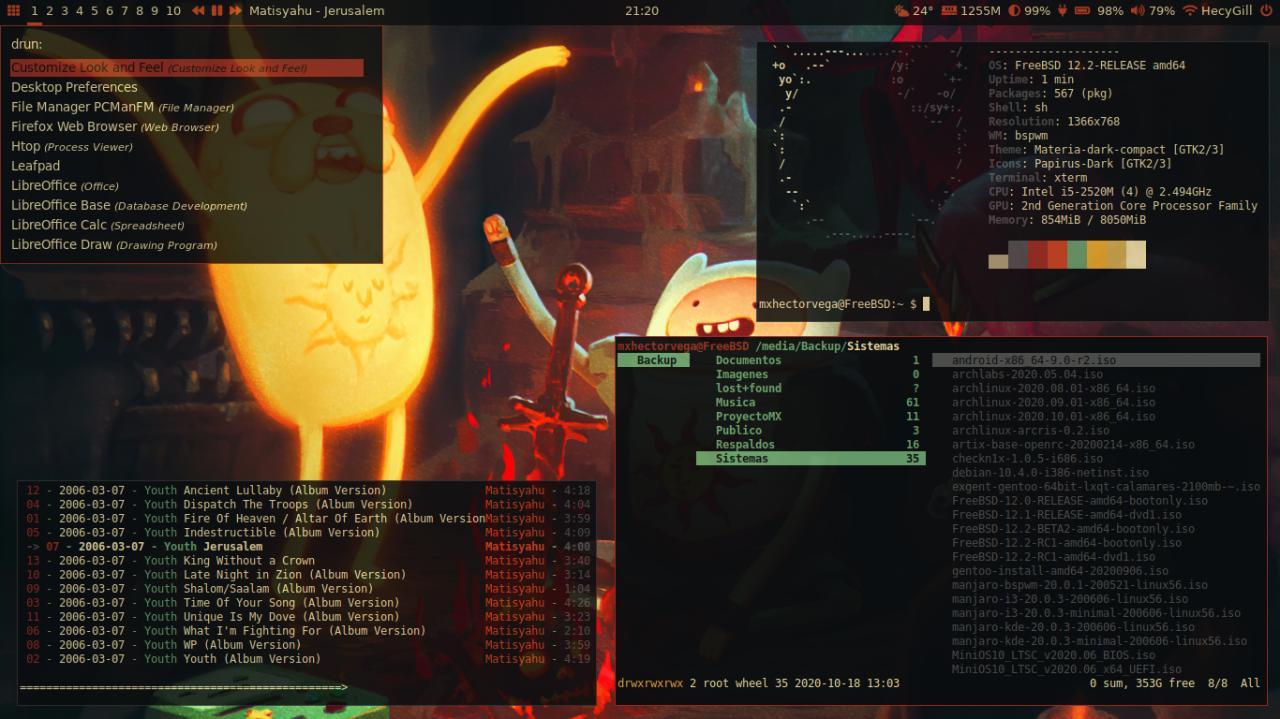 1 2 3 4 5 6 7 8 9 10 Matisyahu - Jerusalem 21:20 24° 1255M 99% 98% 79% HecyGill
drun:
Customize Look and Feel (Customize Look and Feel)
Desktop Preferences
File Manager PCManFM (File Manager)
Firefox Web Browser (Web Browser)
Htop (Process Viewer)
Leafpad
LibreOffice (Office)
LibreOffice Base (Database Development)
LibreOffice Calc (Spreadsheet)
LibreOffice Draw (Drawing Program)
--------------------
OS: FreeBSD 12.2-RELEASE amd64
Uptime: 1 min
Packages: 567 (pkg)
Shell: sh
Resolution: 1366x768
WM: bspwm
Theme: Materia-dark-compact [GTK2/3]
Icons: Papirus-Dark [GTK2/3]
Terminal: xterm
CPU: Intel i5-2520M (4) @ 2.494GHz
GPU: 2nd Generation Core Processor Family
Memory: 854MiB / 8050MiB
mxhectorvega@FreeBSD:~ $
12 - 2006-03-07 - Youth Ancient Lullaby (Album Version) Matisyahu - 4:18
04 - 2006-03-07 - Youth Dispatch The Troops (Album Version) Matisyahu - 4:04
01 - 2006-03-07 - Youth Fire Of Heaven / Altar Of Earth (Album Version Matisyahu - 3:59
05 - 2006-03-07 - Youth Indestructible (Album Version) Matisyahu - 4:09
-> 07 - 2006-03-07 - Youth Jerusalem Matisyahu - 4:00
13 - 2006-03-07 - Youth King Without a Crown Matisyahu - 3:40
10 - 2006-03-07 - Youth Late Night in Zion (Album Version) Matisyahu - 3:14
09 - 2006-03-07 - Youth Shalom/Saalam (Album Version) Matisyahu - 1:04
03 - 2006-03-07 - Youth Time Of Your Song (Album Version) Matisyahu - 4:26
11 - 2006-03-07 - Youth Unique Is My Dove (Album Version) Matisyahu - 3:23
06 - 2006-03-07 - Youth What I'm Fighting For (Album Version) Matisyahu - 2:10
08 - 2006-03-07 - Youth WP (Album Version) Matisyahu - 3:59
02 - 2006-03-07 - Youth Youth (Album Version) Matisyahu - 4:19
mxhectorvega@FreeBSD /media/Backup/Sistemas
Backup
Documentos 1
Imagenes 0
lost+found ?
Musica 61
ProyectoMX 11
Publico 3
Respaldos 16
Sistemas 35
android-x86_64-9.0-r2.iso
archlabs-2020.05.04.iso
archlinux-2020.08.01-x86_64.iso
archlinux-2020.09.01-x86_64.iso
archlinux-2020.10.01-x86_64.iso
archlinux-arcris-0.2.iso
artix-base-openrc-20200214-x86_64.iso
checkn1x-1.0.5-i686.iso
debian-10.4.0-i386-netinst.iso
exgent-gentoo-64bit-lxqt-calamares-2100mb-~.iso
FreeBSD-12.0-RELEASE-amd64-bootonly.iso
FreeBSD-12.1-RELEASE-amd64-dvd1.iso
FreeBSD-12.2-BETA2-amd64-bootonly.iso
FreeBSD-12.2-RC1-amd64-bootonly.iso
FreeBSD-12.2-RC1-amd64-dvd1.iso
gentoo-install-amd64-20200906.iso
manjaro-bspwm-20.0.1-200521-linux56.iso
manjaro-i3-20.0.3-200606-linux56.iso
manjaro-i3-20.0.3-minimal-200606-linux56.iso
manjaro-kde-20.0.3-200606-linux56.iso
manjaro-kde-20.0.3-minimal-200606-linux56.iso
MiniOS10_LTSC_v2020.06_BIOS.iso
MiniOS10_LTSC_v2020.06_x64_UEFI.iso
drwxrwxrwx 2 root wheel 35 2020-10-18 13:03 0 sum, 353G free 8/8 All